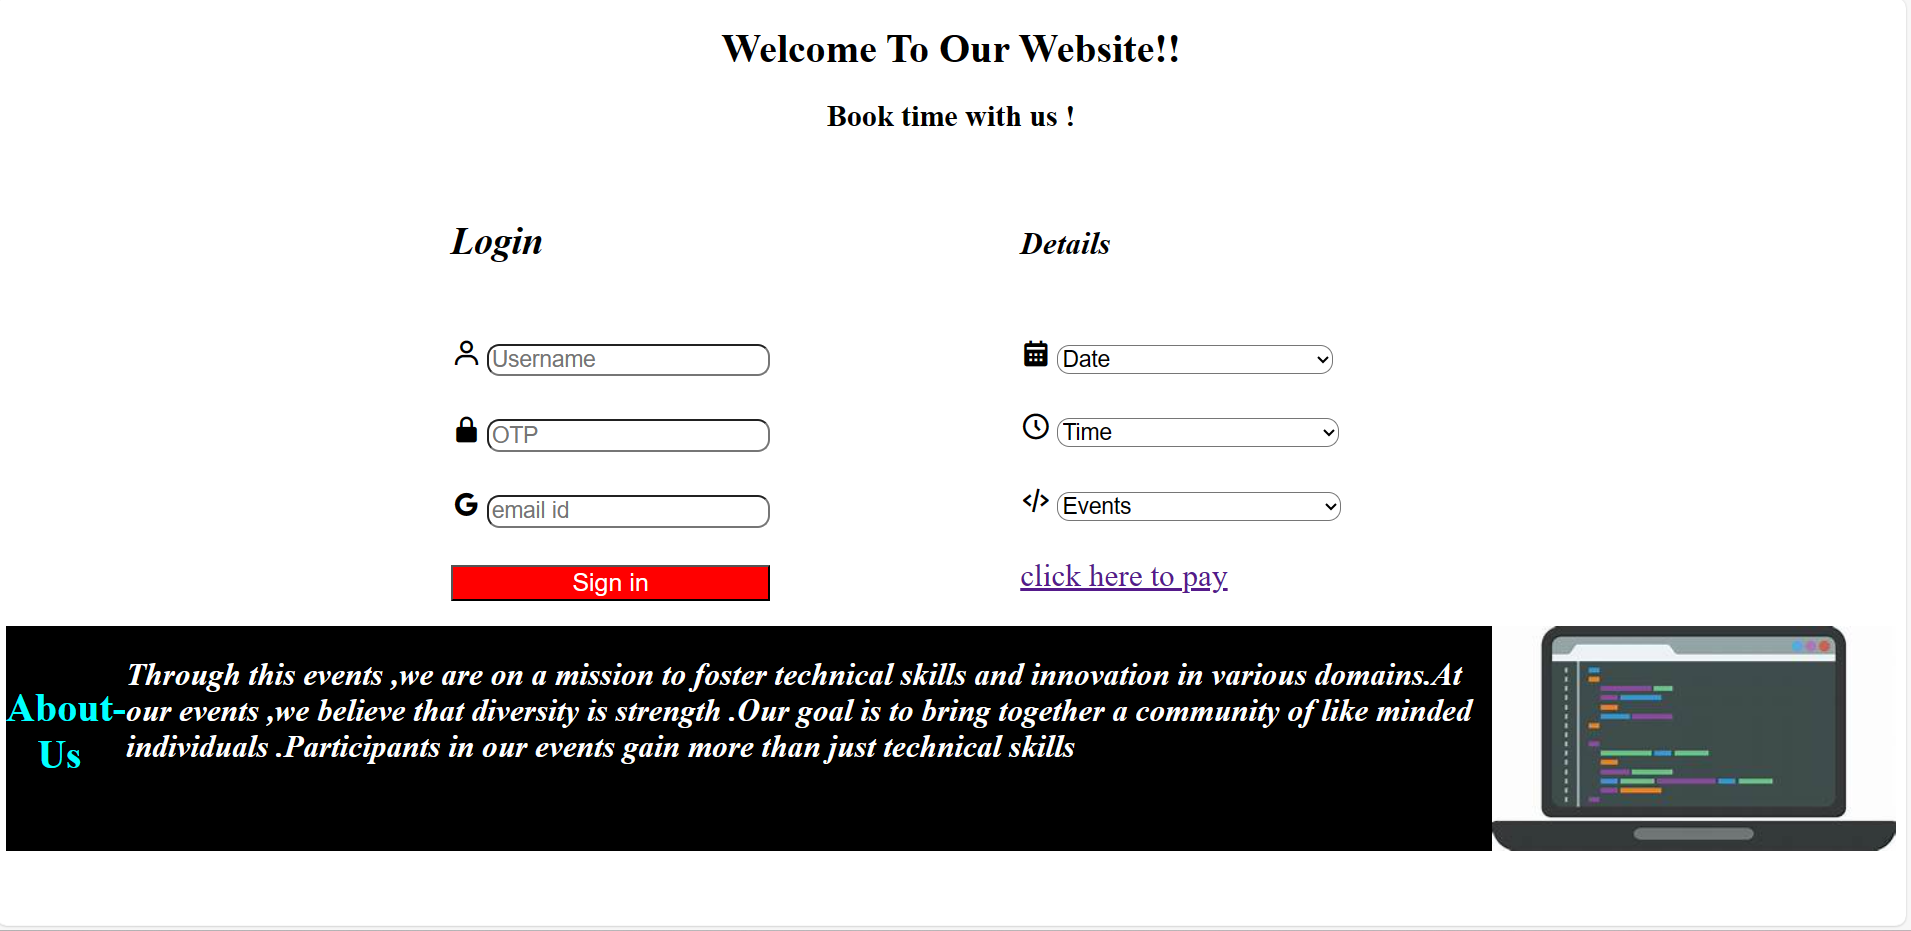 Welcome To Our Website!!
Book time with us !
Login
Username
OTP
email id
Sign in
Details
Date
Time
Events
click here to pay
About-
Us
Through this events ,we are on a mission to foster technical skills and innovation in various domains.At
our events ,we believe that diversity is strength .Our goal is to bring together a community of like minded
individuals .Participants in our events gain more than just technical skills